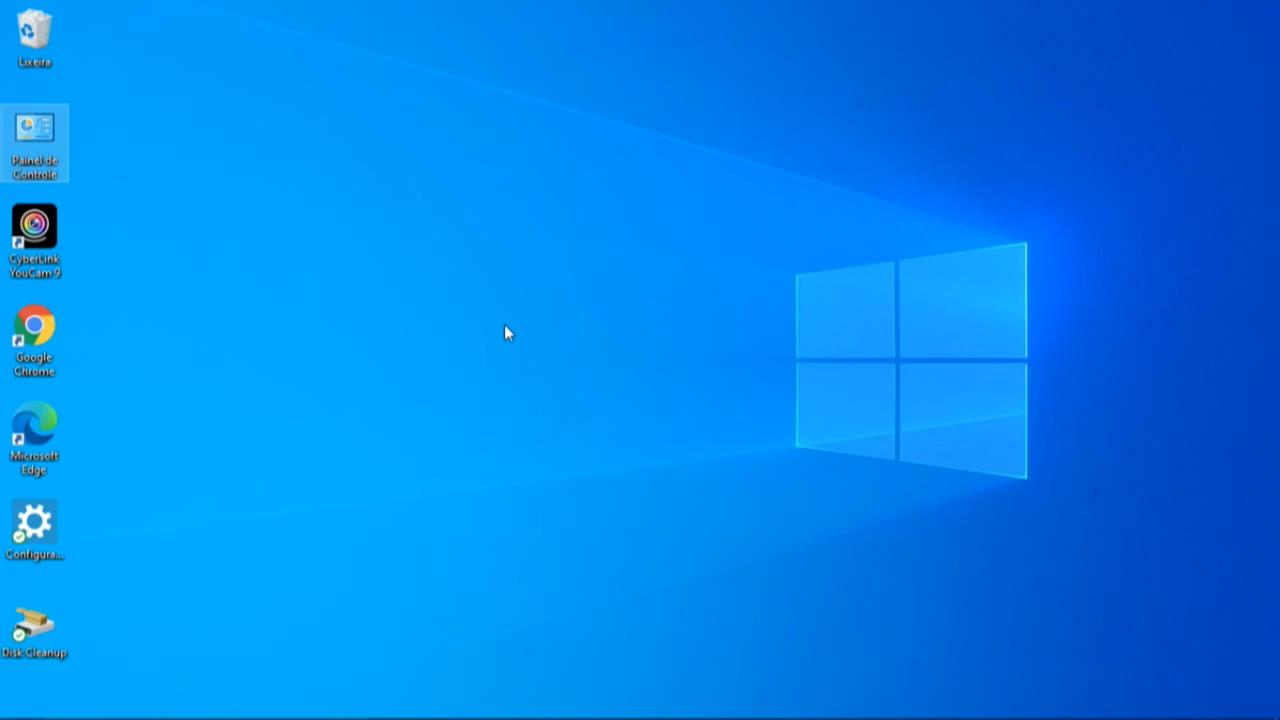 Lixeira
Painel de
Controle
CyberLink
YouCam 9
Google
Chrome
Microsoft
Edge
Configura...
Disk Cleanup